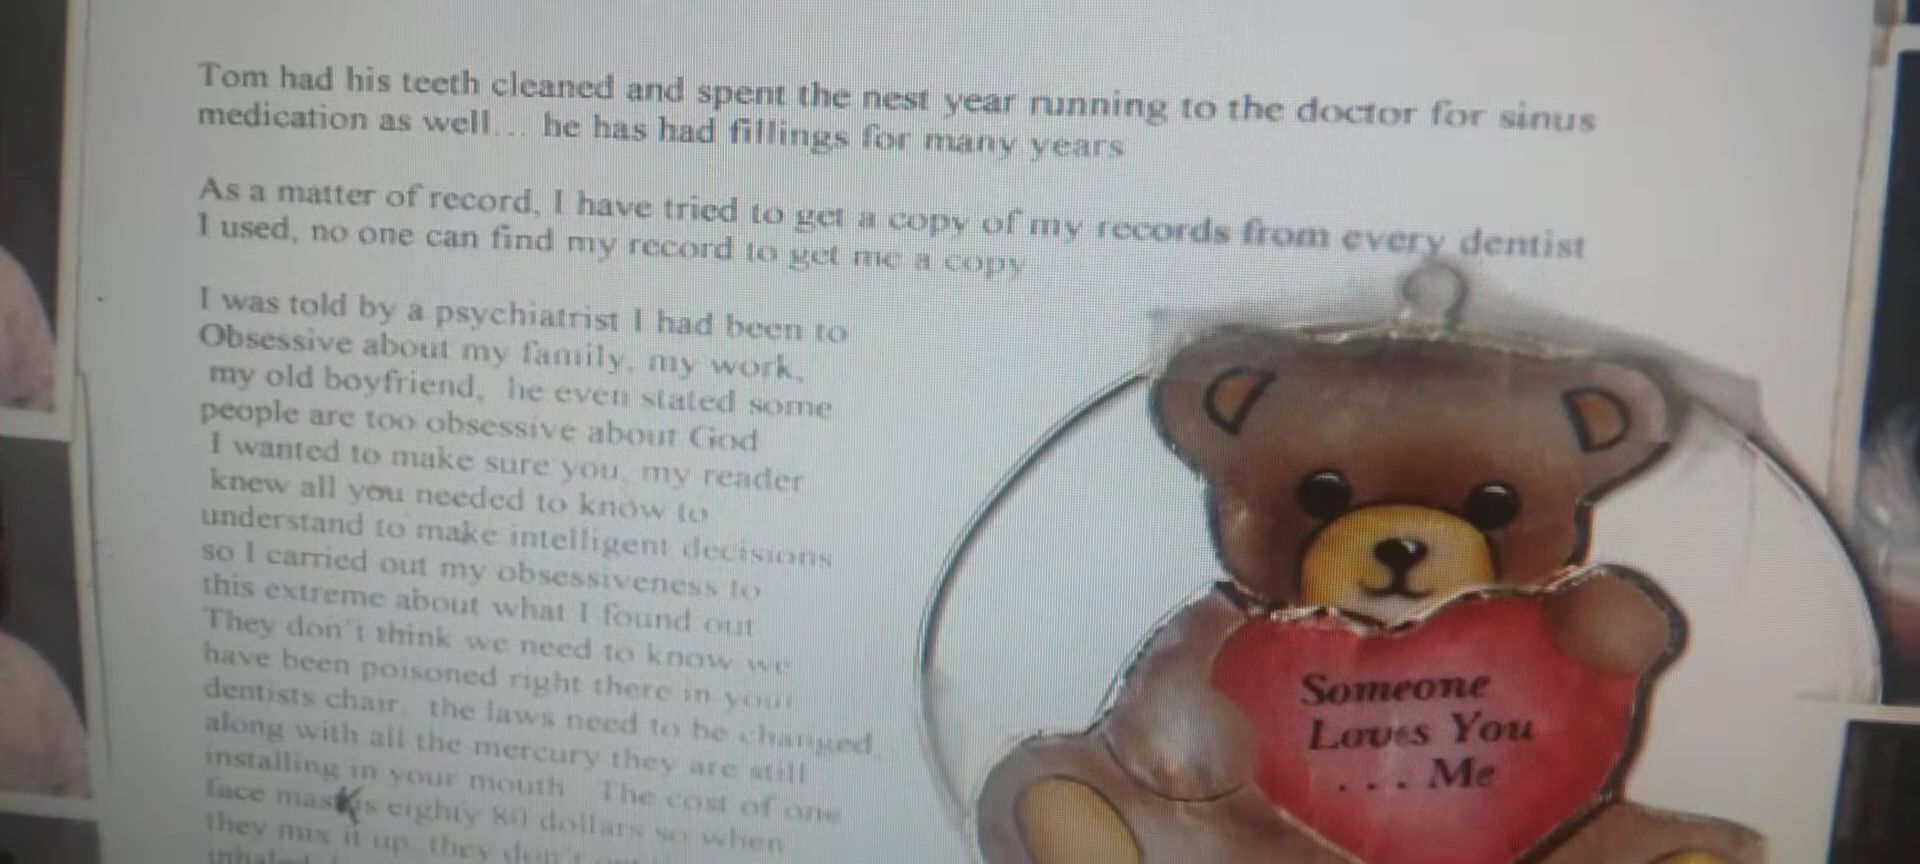 Tom had his teeth cleaned and spent the nest year running to the doctor for sinus
medication as well... he has had fillings for many years
As a matter of record, I have tried to get a copy of my records from every dentist
I used, no one can find my record to get me a copy
I was told by a psychiatrist I had been to
Obsessive about my family, my work,
my old boyfriend, he even stated some
people are too obsessive about God
I wanted to make sure you, my reader
knew all you needed to know to
understand to make intelligent decisions
so I carried out my obsessiveness to
this extreme about what I found out
They don't think we need to know we
have been poisoned right there in your
dentists chair, the laws need to be changed
along with all the mercury they are still
installing in your mouth The cost of one
face mask is eighty 80 dollars so when
they mix it up, they don't
inhaled
Someone
Loves You
. . . Me